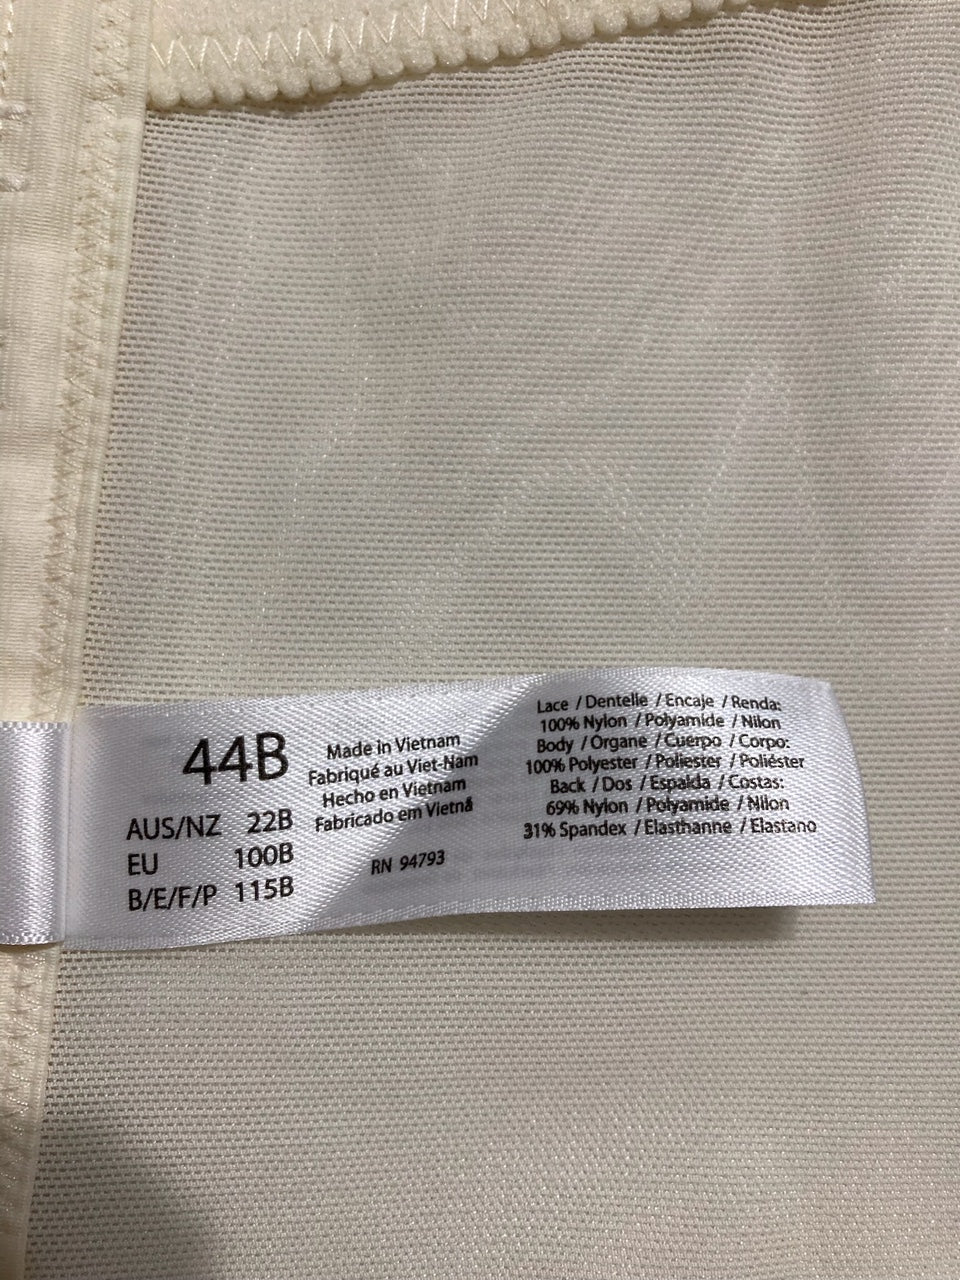 44B
AUS/NZ 22B
EU 100B
B/E/F/P 115B
Made in Vietnam
Fabriqué au Viet-Nam
Hecho en Vietnam
Fabricado em Vietnã
RN 94793
Lace / Dentelle / Encaje / Renda:
100% Nylon / Polyamide / Nilon
Body / Organe / Cuerpo / Corpo:
100% Polyester / Poliester / Poliéster
Back / Dos / Espalda / Costas:
69% Nylon / Polyamide / Nilon
31% Spandex / Elasthanne / Elastano